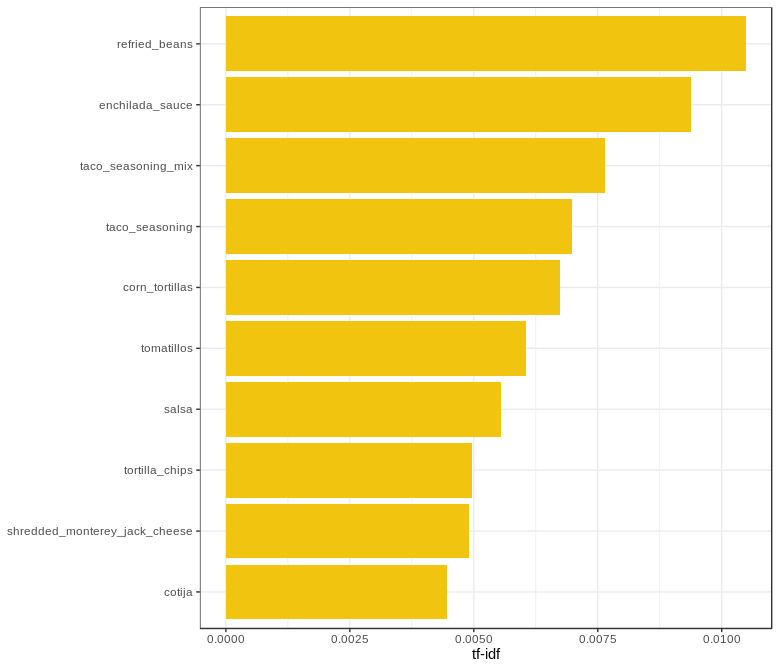 refried_beans
enchilada_sauce
taco_seasoning_mix
taco_seasoning
corn_tortillas
tomatillos
salsa
tortilla_chips
shredded_monterey_jack_cheese
cotija
0.0000 0.0025 0.0050 0.0075 0.0100
tf-idf